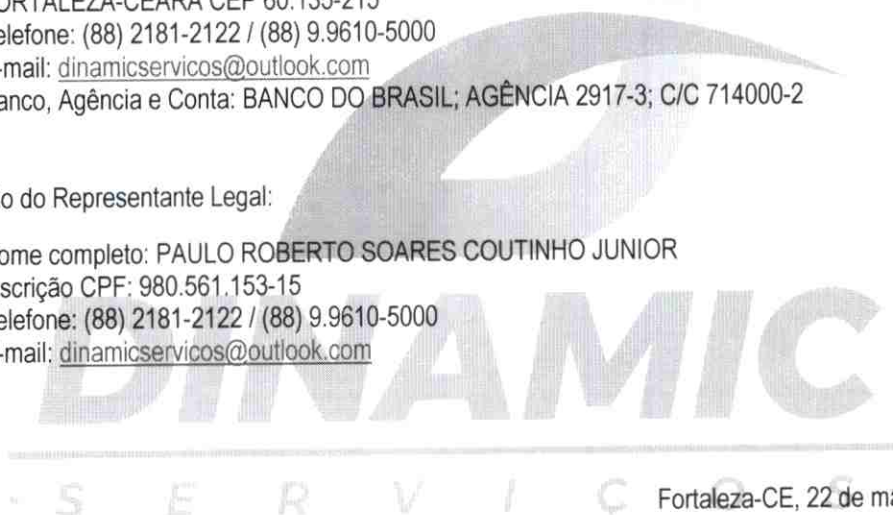 ORTALEZA-CEARÁ CEP 60.135-215
elefone: (88) 2181-2122 / (88) 9.9610-5000
-mail: dinamicservicos@outlook.com
anco, Agência e Conta: BANCO DO BRASIL; AGÊNCIA 2917-3; C/C 714000-2
o do Representante Legal:
ome completo: PAULO ROBERTO SOARES COUTINHO JUNIOR
scrição CPF: 980.561.153-15
elefone: (88) 2181-2122 / (88) 9.9610-5000
-mail: dinamicservicos@outlook.com
DINAMIC
SERVIÇOS
Fortaleza-CE, 22 de ma